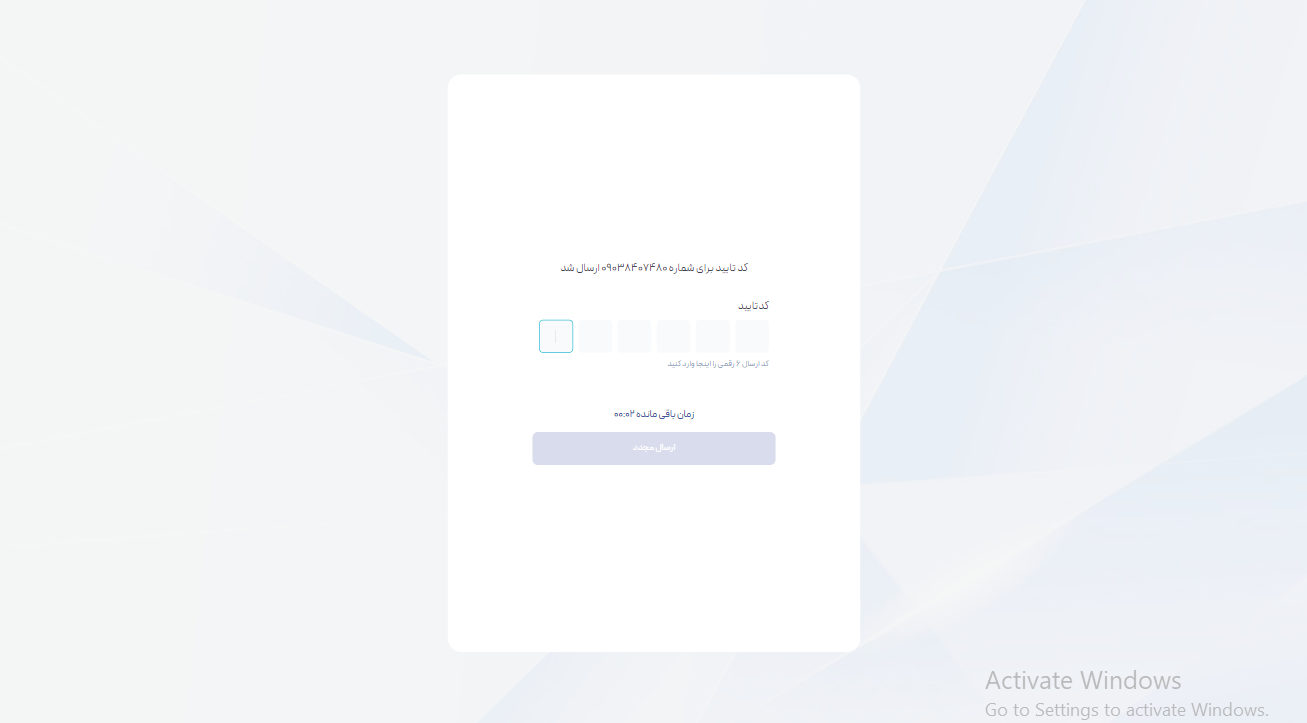 کد تایید برای شماره ۰۹۰۳۸۴۰۷۴۸۰ ارسال شد
کد تایید
کد ارسال ۶ رقمی را اینجا وارد کنید
زمان باقی مانده ۰۰:۰۲
ارسال مجدد
Activate Windows
Go to Settings to activate Windows.